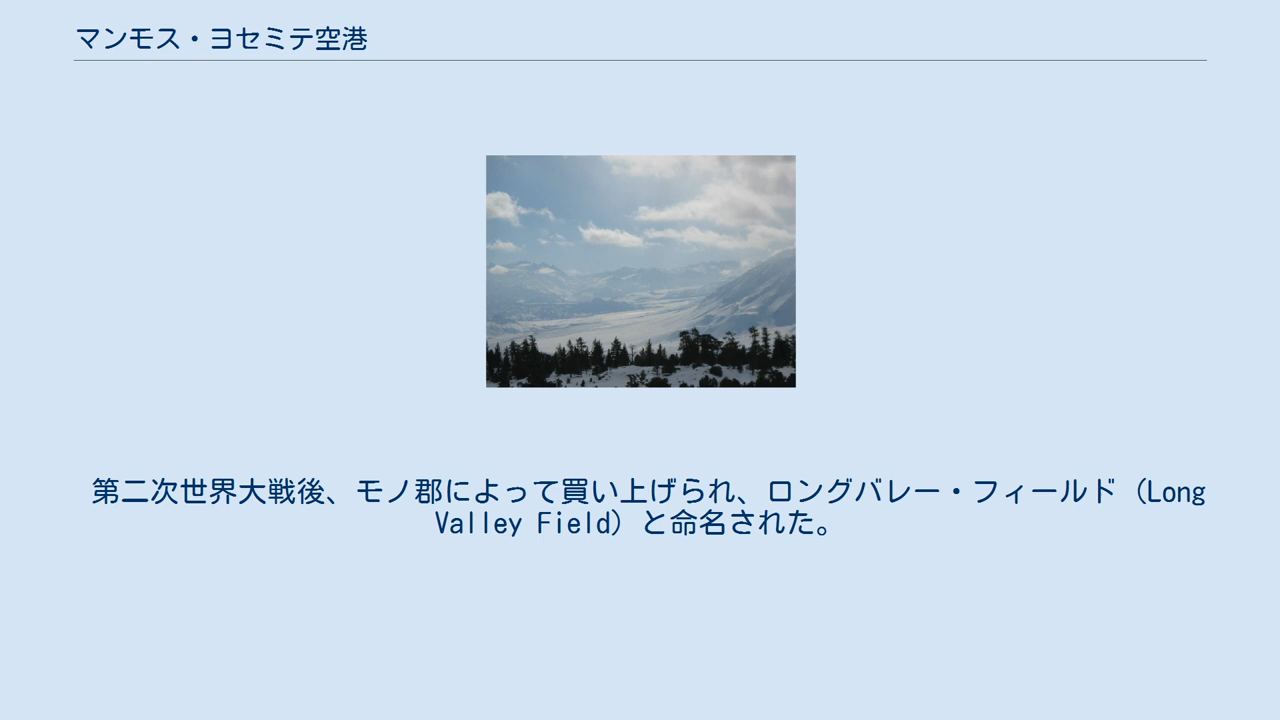 マンモス・ヨセミテ空港
第二次世界大戦後、モノ郡によって買い上げられ、ロングバレー・フィールド（Long
Valley Field）と命名された。